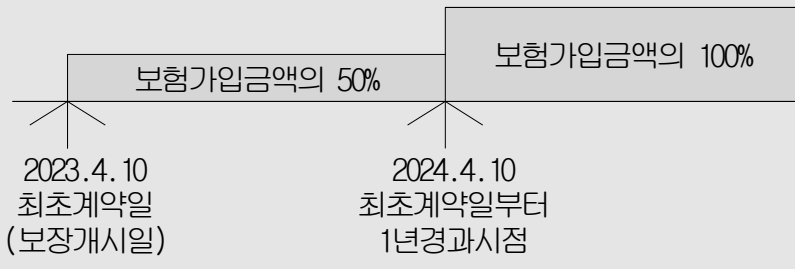 보험가입금액의 50%
보험가입금액의 100%
2023.4.10
최초계약일
(보장개시일)
2024.4.10
최초계약일부터
1년경과시점